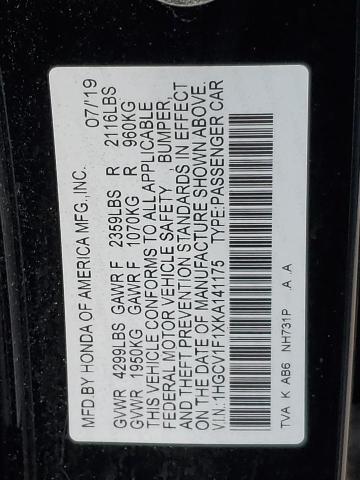 MFD BY HONDA OF AMERICA MFG., INC. 07/'19
GVWR 4299LBS GAWR F 2359LBS R 2116LBS
GVWR 1950KG GAWR F 1070KG R 960KG
THIS VEHICLE CONFORMS TO ALL APPLICABLE
FEDERAL MOTOR VEHICLE SAFETY , BUMPER,
AND THEFT PREVENTION STANDARDS IN EFFECT
ON THE DATE OF MANUFACTURE SHOWN ABOVE.
V.I.N.:1HGCV1F1XKA141175 TYPE:PASSENGER CAR
TVA K AB6 NH731P A A